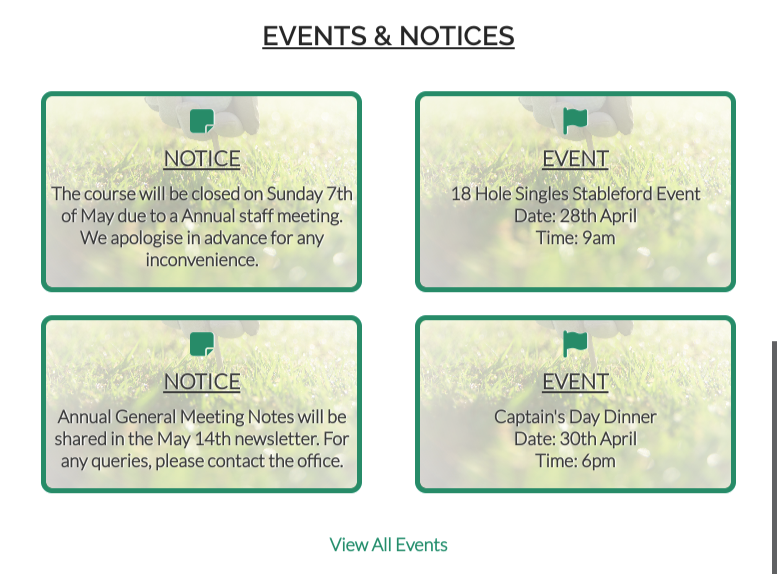 EVENTS & NOTICES
NOTICE
The course will be closed on Sunday 7th
of May due to a Annual staff meeting.
We apologise in advance for any
inconvenience.
EVENT
18 Hole Singles Stableford Event
Date: 28th April
Time: 9am
NOTICE
Annual General Meeting Notes will be
shared in the May 14th newsletter. For
any queries, please contact the office.
EVENT
Captain's Day Dinner
Date: 30th April
Time: 6pm
View All Events